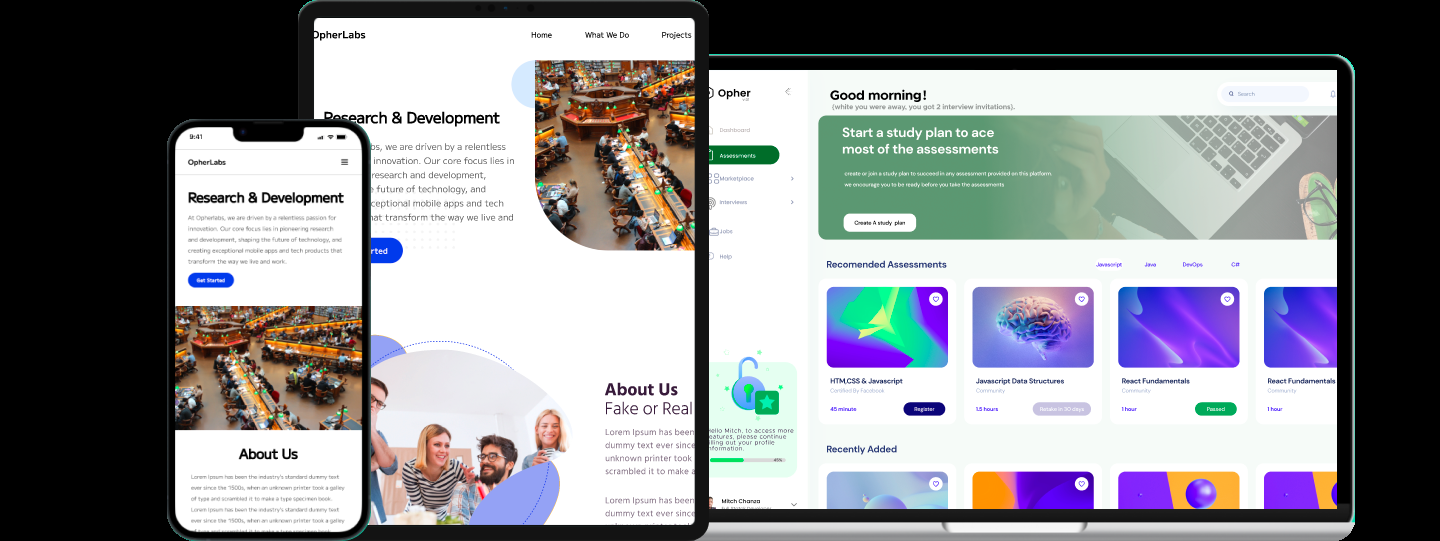 9:41
OpherLabs
Research & Development
At Opherlabs, we are driven by a relentless passion for
innovation. Our core focus lies in pioneering research
and development, shaping the future of technology, and
creating exceptional mobile apps and tech products that
transform the way we live and work.
Get Started
About Us
Lorem Ipsum has been the industry's standard dummy text
ever since the 1500s, when an unknown printer took a galley
of type and scrambled it to make a type specimen book.
Lorem Ipsum has been the industry's standard dummy text
ever since the 1500s, when an unknown printer took a galley
of type and scrambled it to make a type specimen book.
OpherLabs
Home
What We Do
Projects
Research & Development
bs, we are driven by a relentless
innovation. Our core focus lies in
research and development,
e future of technology, and
ceptional mobile apps and tech
hat transform the way we live and
rted
About Us
Fake or Real
Lorem Ipsum has been
dummy text ever since
unknown printer took
scrambled it to make a
Lorem Ipsum has been
dummy text ever since
unknown printer took
Opher
Dashboard
Assessments
Marketplace
Interviews
Jobs
Help
Hello Mitch, to access more
features, please continue
filling out your profile
information.
45%
Mitch Chanza
Full Stack Developer
Good morning!
(while you were away, you got 2 interview invitations).
Search
Start a study plan to ace
most of the assessments
create or join a study plan to succeed in any assessment provided on this platform.
we encourage you to be ready before you take the assessments
Create A study plan
Recomended Assessments
Javascript
Java
DevOps
C#
HTM,CSS & Javascript
Certified By Facebook
45 minute
Register
Javascript Data Structures
Community
1.5 hours
Retake in 30 days
React Fundamentals
Community
1 hour
Passed
React Fundamentals
Community
1 hour
Recently Added